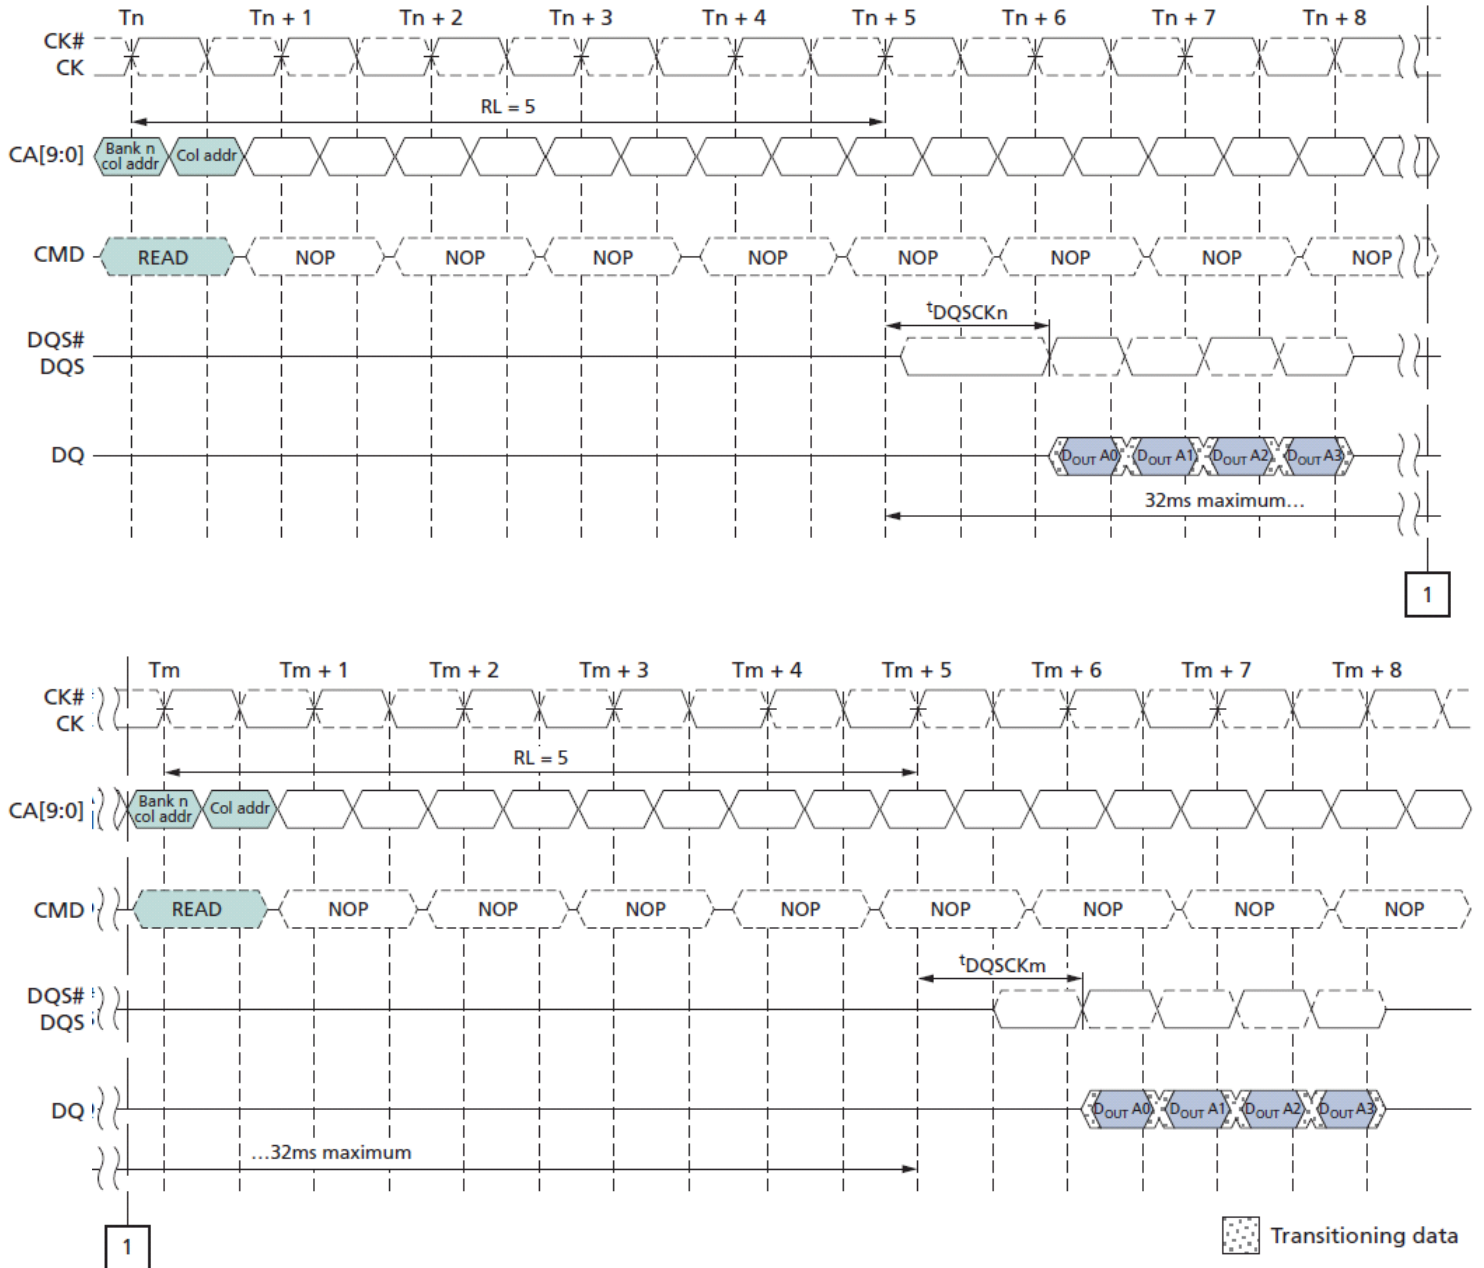 Tn Tn + 1 Tn + 2 Tn + 3 Tn + 4 Tn + 5 Tn + 6 Tn + 7 Tn + 8
CK#
CK
RL = 5
CA[9:0] Bank n col addr Col addr
CMD READ NOP NOP NOP NOP NOP NOP NOP NOP
tDQSCKn
DQS#
DQS
DQ DOUT A0 DOUT A1 DOUT A2 DOUT A3
32ms maximum…
1
Tm Tm + 1 Tm + 2 Tm + 3 Tm + 4 Tm + 5 Tm + 6 Tm + 7 Tm + 8
CK#
CK
RL = 5
CA[9:0] Bank n col addr Col addr
CMD READ NOP NOP NOP NOP NOP NOP NOP NOP
tDQSCKm
DQS#
DQS
DQ DOUT A0 DOUT A1 DOUT A2 DOUT A3
…32ms maximum
1
Transitioning data